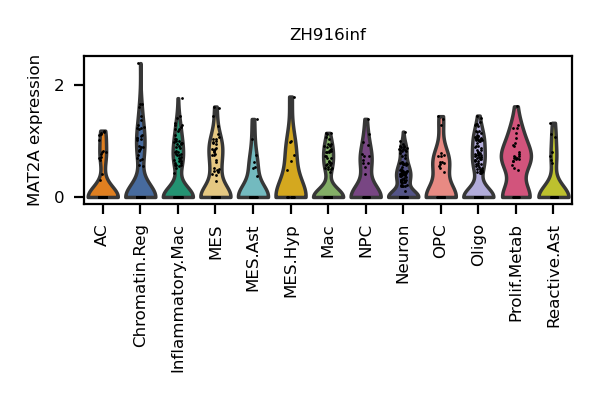 ZH916inf
MAT2A expression
2
0
AC
Chromatin.Reg
Inflammatory.Mac
MES
MES.Ast
MES.Hyp
Mac
NPC
Neuron
OPC
Oligo
Prolif.Metab
Reactive.Ast